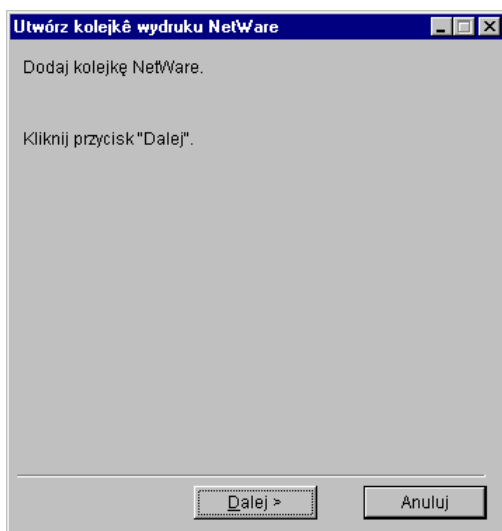 Utwórz kolejkê wydruku NetWare
Dodaj kolejkę NetWare.
Kliknij przycisk "Dalej".
Dalej >
Anuluj